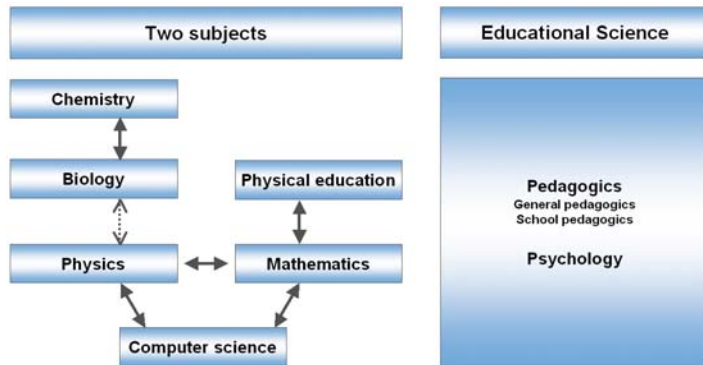 Two subjects
Educational Science
Chemistry
Biology
Physical education
Physics
Mathematics
Computer science
Pedagogics
General pedagogics
School pedagogics
Psychology